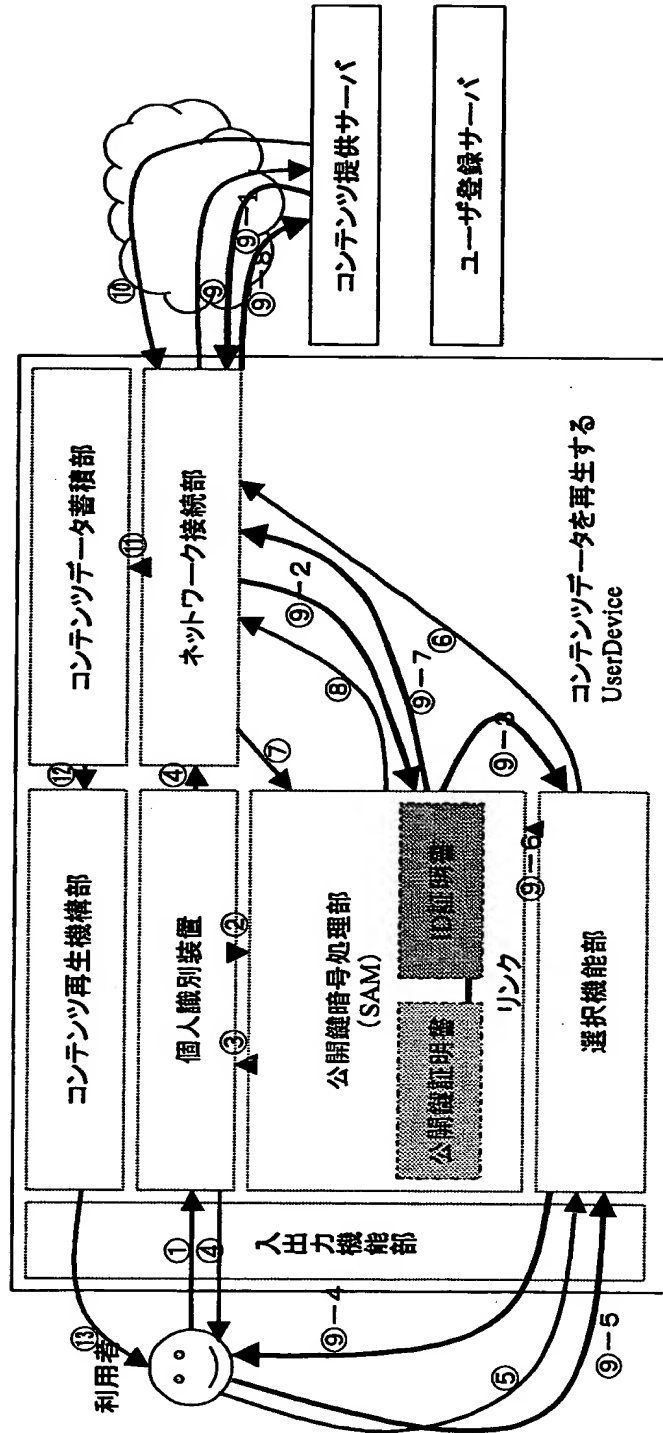 利用者
⑬
①
④
⑨-4
⑤
⑨-5
入出力機能部
コンテンツ再生機構部
⑫
コンテンツデータ蓄積部
⑪
個人識別装置
④
ネットワーク接続部
③
②
公開鍵暗号処理部
(SAM)
公開鍵証明書
ID証明書
リンク
⑦
⑧
⑨-2
⑨-7
⑥
⑨-3
⑨-6
選択機能部
コンテンツデータを再生する
UserDevice
⑩
⑨
⑨-1
⑨-8
コンテンツ提供サーバ
ユーザ登録サーバ